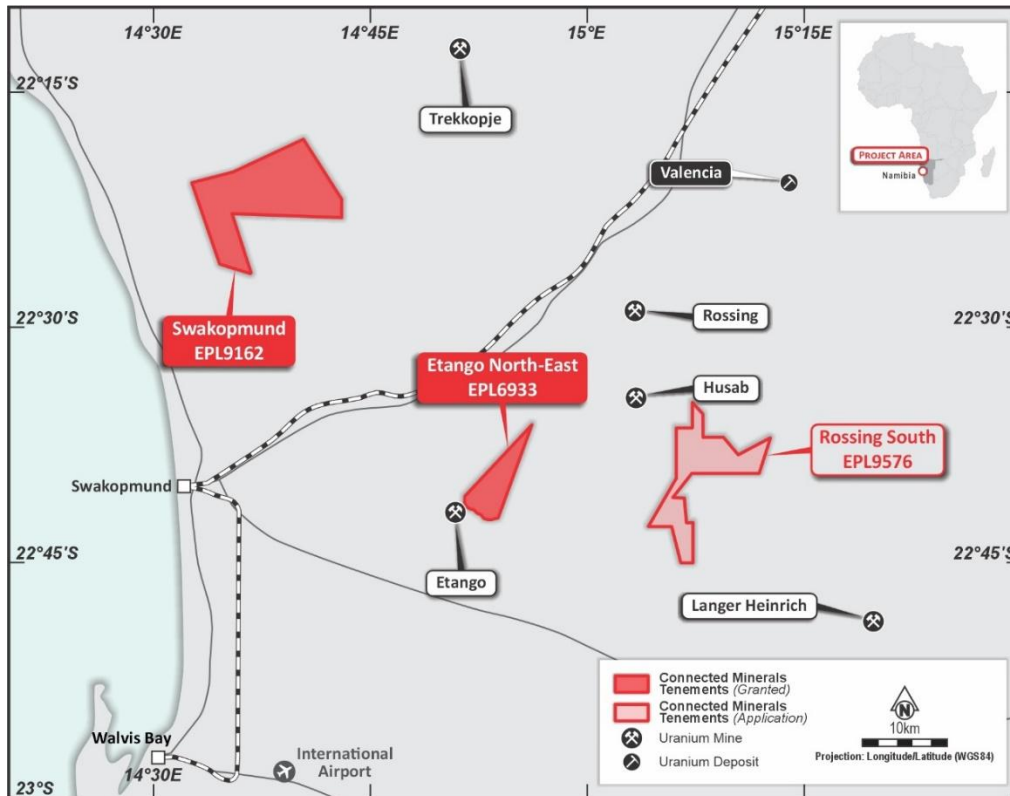 14°30'E
14°45'E
15°E
15°15'E
22°15'S
22°15'S
Trekkopje
PROJECT AREA
Namibia
Valencia
Swakopmund
EPL9162
22°30'S
Rossing
22°30'S
Etango North-East
EPL6933
Husab
Rossing South
EPL9576
Swakopmund
22°45'S
22°45'S
Etango
Langer Heinrich
Connected Minerals
Tenements (Granted)
Connected Minerals
Tenements (Application)
Uranium Mine
Uranium Deposit
N
10km
Projection: Longitude/Latitude (WGS84)
Walvis Bay
International
Airport
14°30'E
23°S